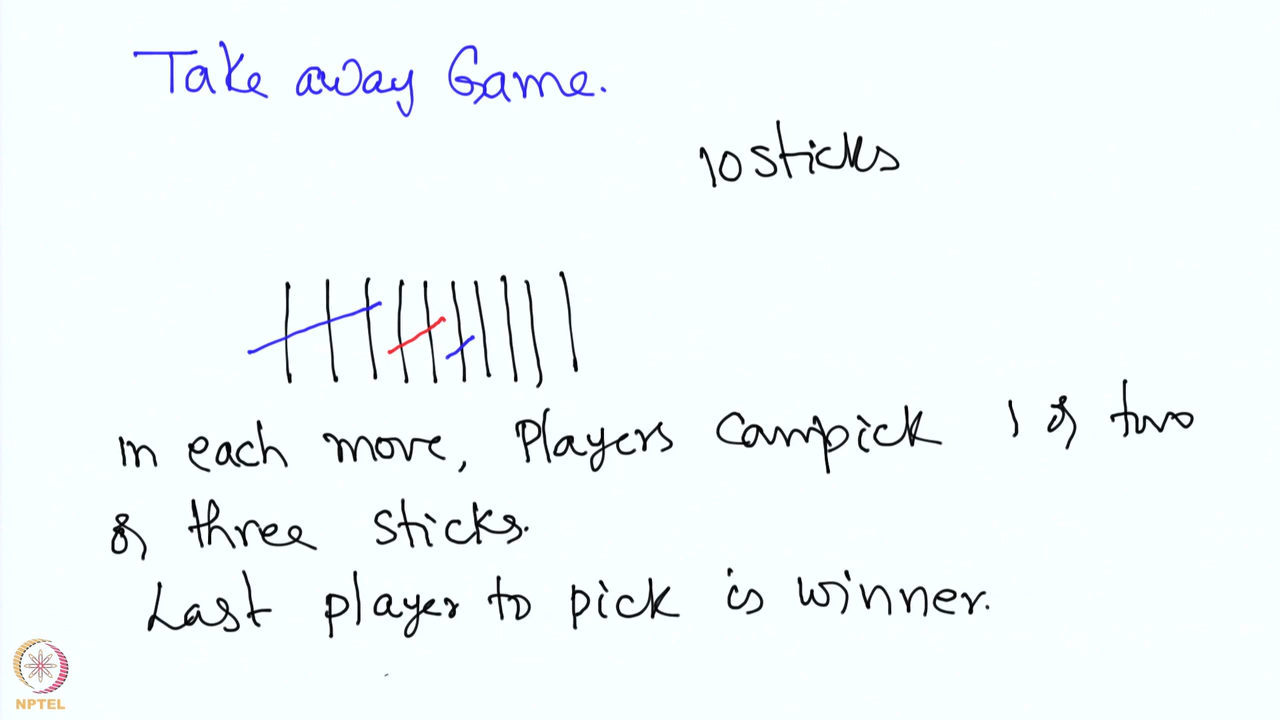 Take away Game.
10 sticks
in each move, Players can pick 1 or two
or three sticks.
Last player to pick is winner.
NPTEL